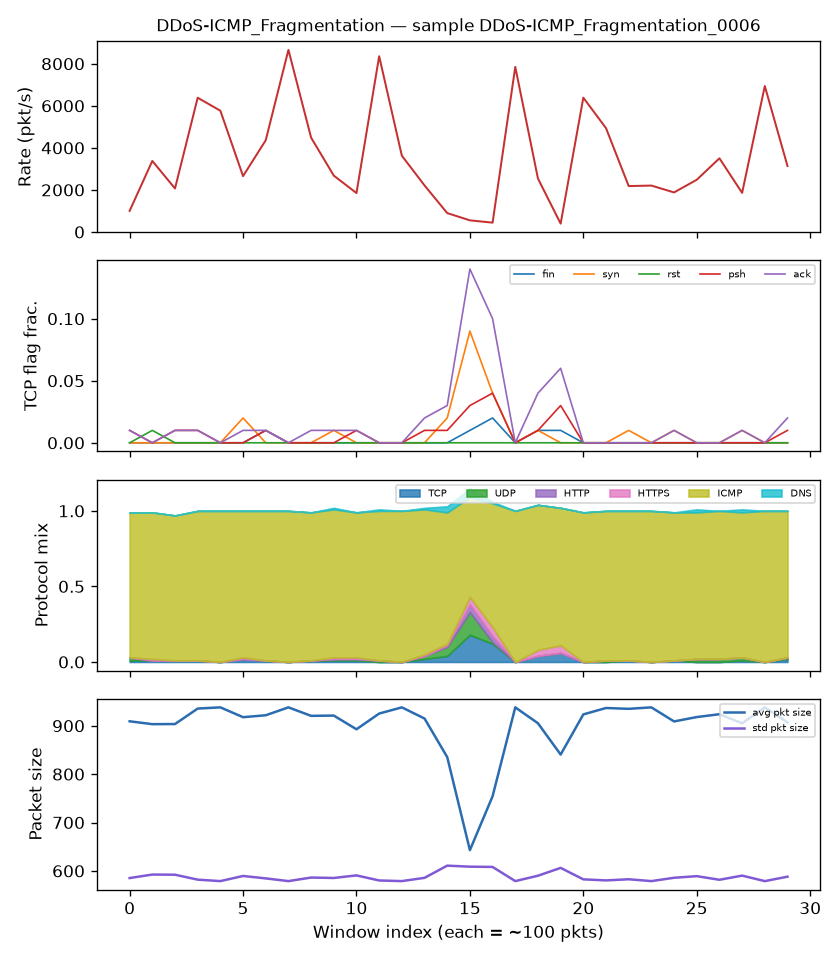 DDoS-ICMP_Fragmentation — sample DDoS-ICMP_Fragmentation_0006
8000
6000
4000
2000
0
Rate (pkt/s)
fin syn rst psh ack
0.10
0.05
0.00
TCP flag frac.
TCP UDP HTTP HTTPS ICMP DNS
1.0
0.5
0.0
Protocol mix
avg pkt size
std pkt size
900
800
700
600
Packet size
0 5 10 15 20 25 30
Window index (each = ~100 pkts)